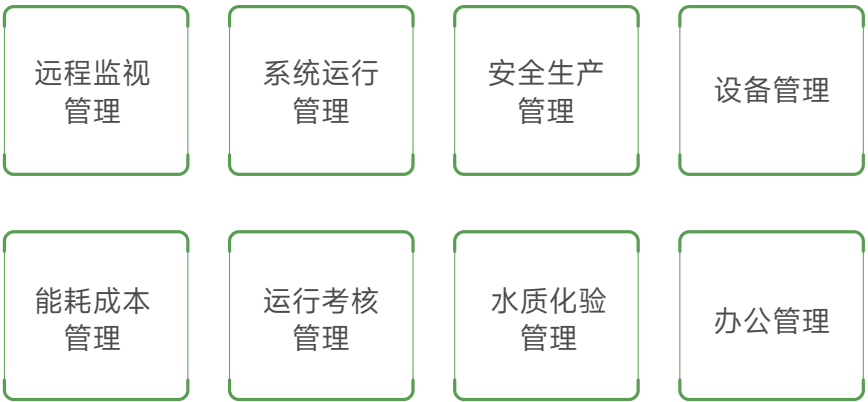 远程监视
管理
系统运行
管理
安全生产
管理
设备管理
能耗成本
管理
运行考核
管理
水质化验
管理
办公管理